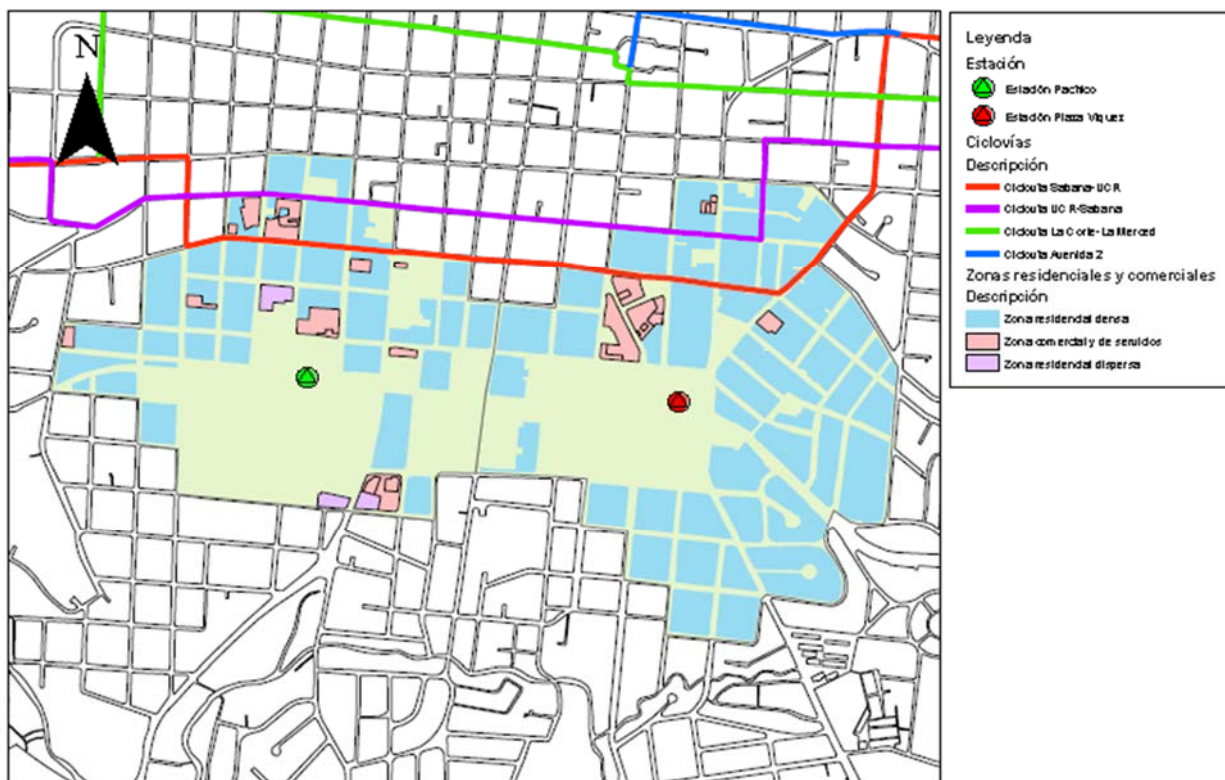 N
Leyenda
Estación
Estación Pacífico
Estación Plaza Víquez
Ciclovías
Descripción
Ciclovía Sabana-UCR
Ciclovía UCR-Sabana
Ciclovía La Corte-La Merced
Ciclovía Avenida 2
Zonas residenciales y comerciales
Descripción
Zona residencial densa
Zona comercial y de servicios
Zona residencial dispersa